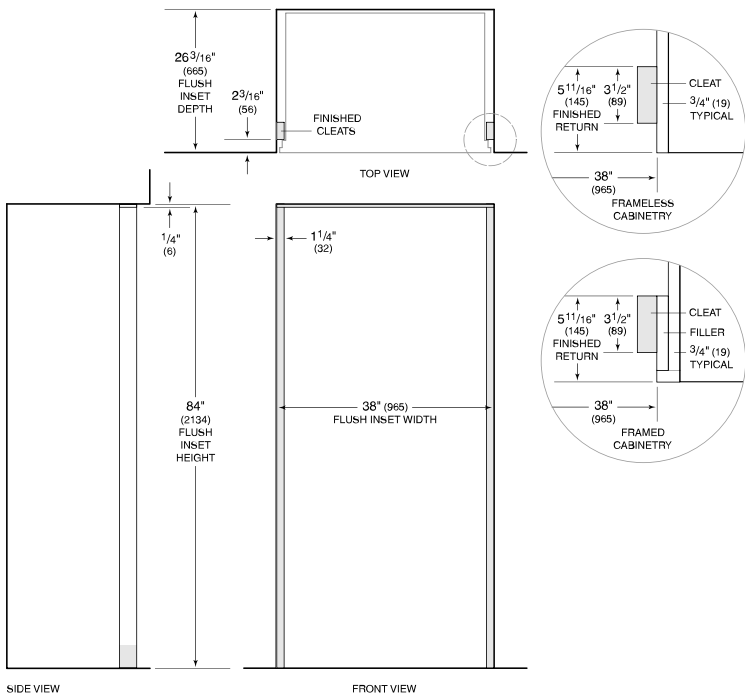 26 3/16"
(665)
FLUSH
INSET
DEPTH
2 3/16"
(56)
FINISHED
CLEATS
TOP VIEW
5 11/16"
(145)
FINISHED
RETURN
3 1/2"
(89)
CLEAT
3/4" (19)
TYPICAL
38"
(965)
FRAMELESS
CABINETRY
1/4"
(6)
1 1/4"
(32)
84"
(2134)
FLUSH
INSET
HEIGHT
38" (965)
FLUSH INSET WIDTH
5 11/16"
(145)
FINISHED
RETURN
3 1/2"
(89)
CLEAT
FILLER
3/4" (19)
TYPICAL
38"
(965)
FRAMED
CABINETRY
SIDE VIEW
FRONT VIEW